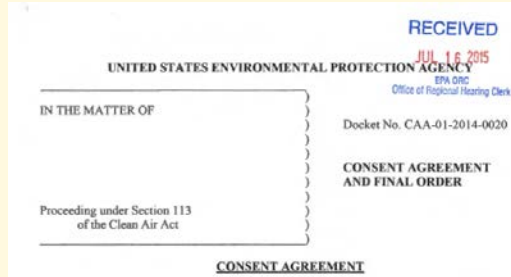 RECEIVED
JUL 16 2015
EPA ORC
Office of Regional Hearing Clerk
UNITED STATES ENVIRONMENTAL PROTECTION AGENCY
IN THE MATTER OF
Docket No. CAA-01-2014-0020
CONSENT AGREEMENT
AND FINAL ORDER
Proceeding under Section 113
of the Clean Air Act
CONSENT AGREEMENT